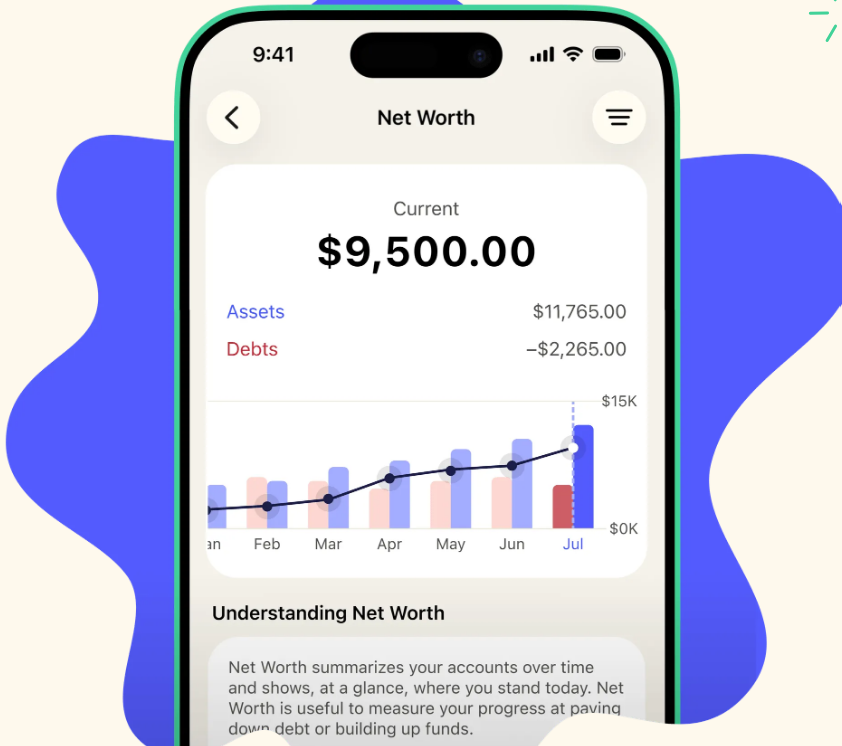 9:41
Net Worth
Current
$9,500.00
Assets $11,765.00
Debts –$2,265.00
$15K
$0K
an Feb Mar Apr May Jun Jul
Understanding Net Worth
Net Worth summarizes your accounts over time
and shows, at a glance, where you stand today. Net
Worth is useful to measure your progress at paying
down debt or building up funds.